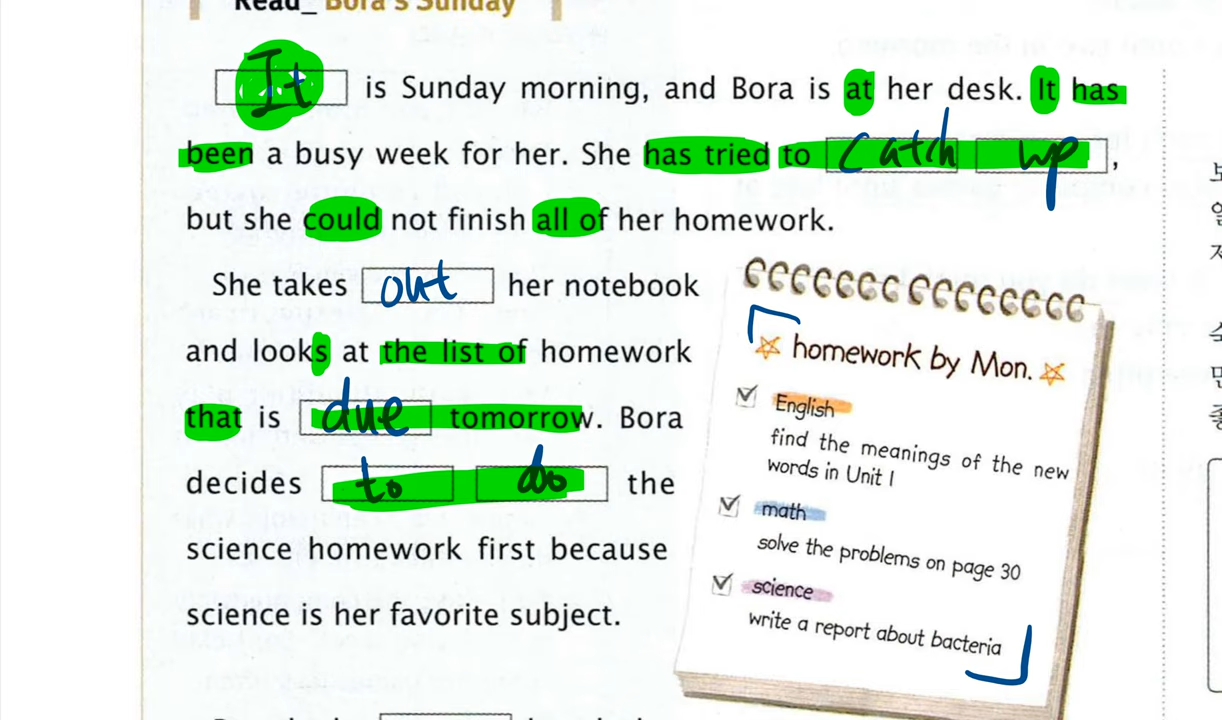 Read_ Bora's Sunday
It is Sunday morning, and Bora is at her desk. It has
been a busy week for her. She has tried to catch up,
but she could not finish all of her homework.
She takes out her notebook
and looks at the list of homework
that is due tomorrow. Bora
decides to do the
science homework first because
science is her favorite subject.
homework by Mon.
English
find the meanings of the new
words in Unit 1
math
solve the problems on page 30
science
write a report about bacteria